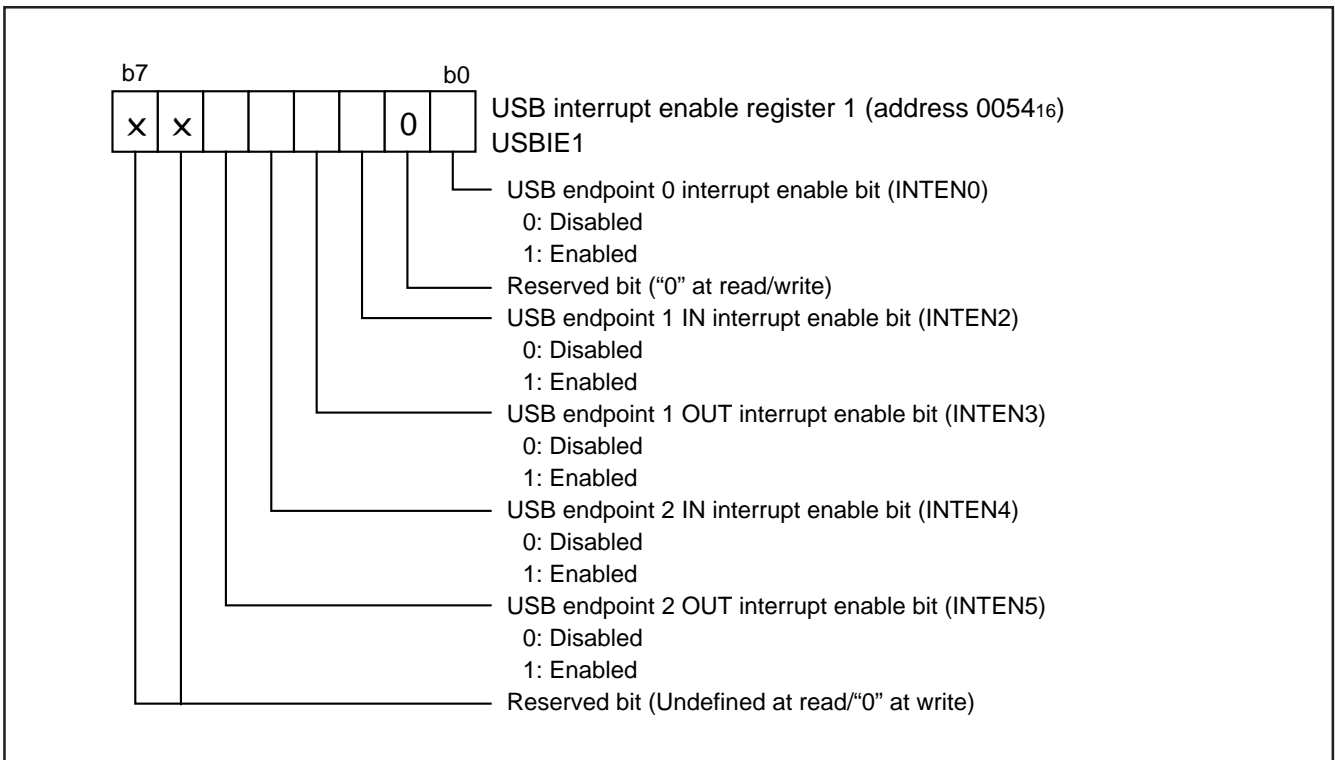 b7 b0
× × 0
USB interrupt enable register 1 (address 0054₁₆)
USBIE1
USB endpoint 0 interrupt enable bit (INTEN0)
0: Disabled
1: Enabled
Reserved bit (“0” at read/write)
USB endpoint 1 IN interrupt enable bit (INTEN2)
0: Disabled
1: Enabled
USB endpoint 1 OUT interrupt enable bit (INTEN3)
0: Disabled
1: Enabled
USB endpoint 2 IN interrupt enable bit (INTEN4)
0: Disabled
1: Enabled
USB endpoint 2 OUT interrupt enable bit (INTEN5)
0: Disabled
1: Enabled
Reserved bit (Undefined at read/“0” at write)